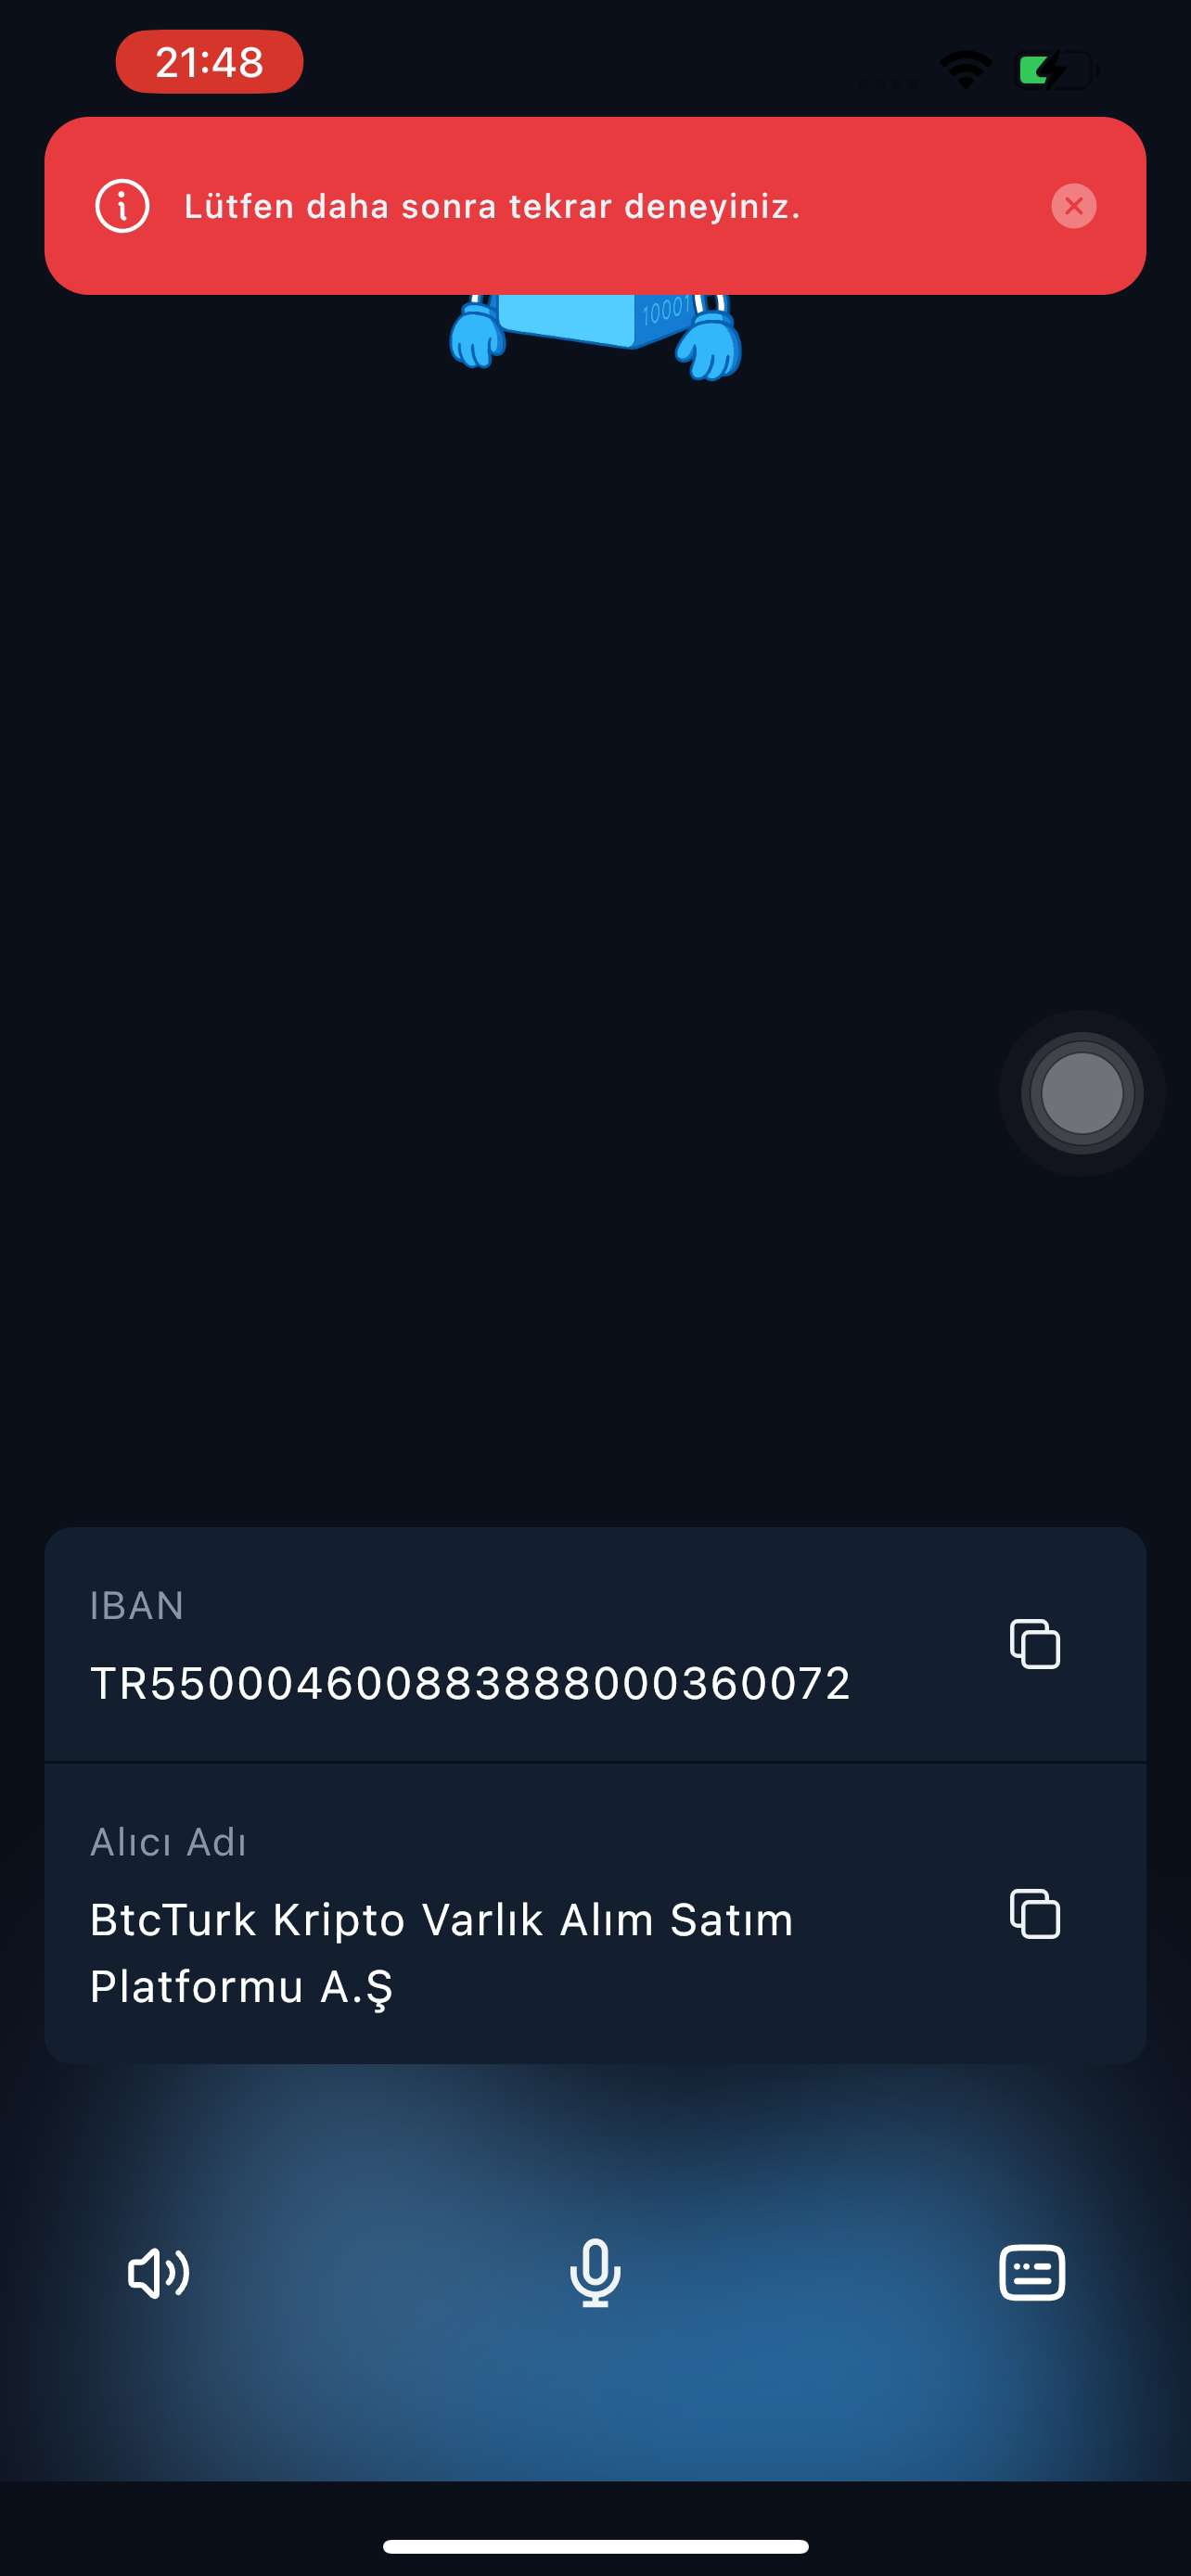 21:48
Lütfen daha sonra tekrar deneyiniz.
10001
IBAN
TR550004600883888000360072
Alıcı Adı
BtcTurk Kripto Varlık Alım Satım
Platformu A.Ş